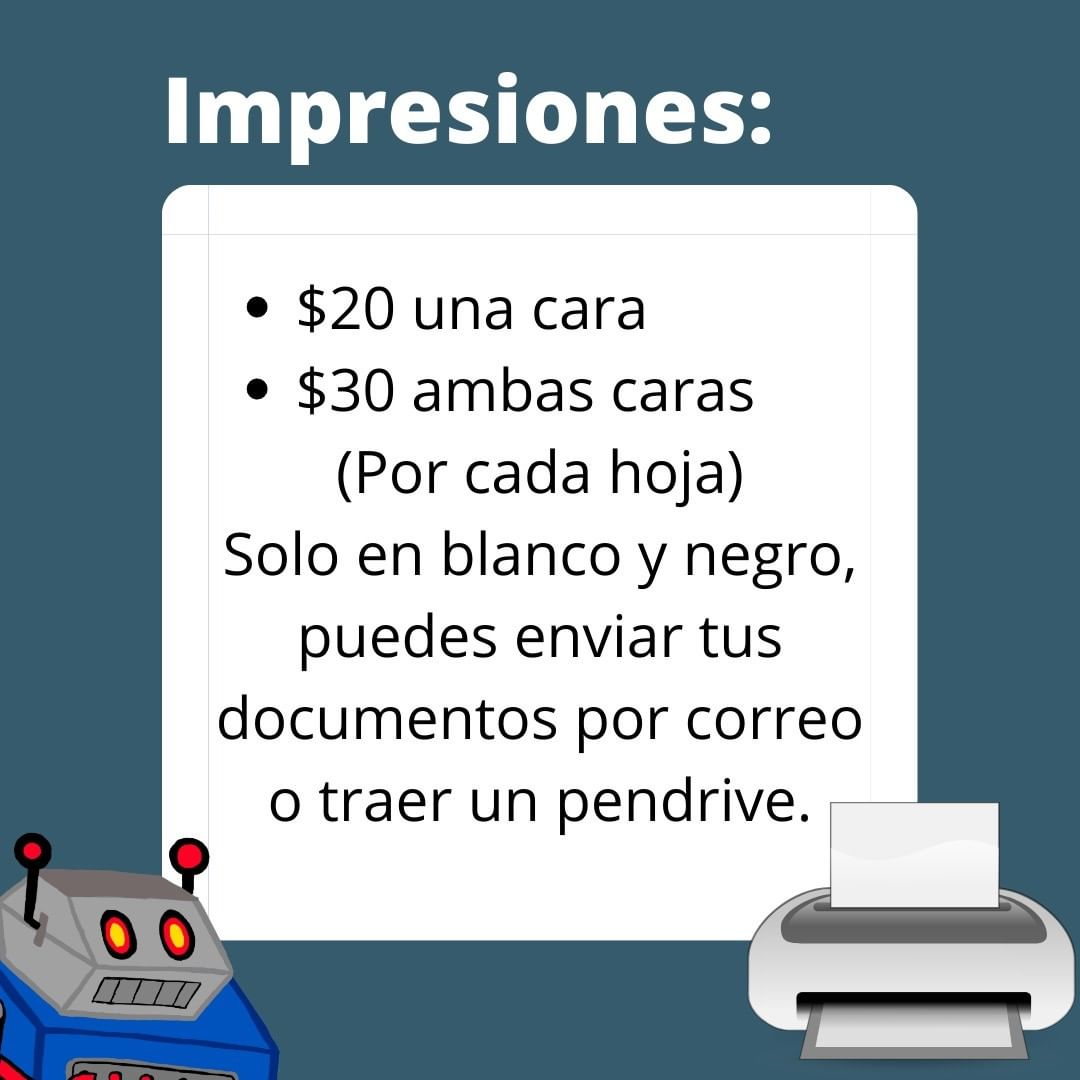 Impresiones:
• $20 una cara
• $30 ambas caras
(Por cada hoja)
Solo en blanco y negro,
puedes enviar tus
documentos por correo
o traer un pendrive.